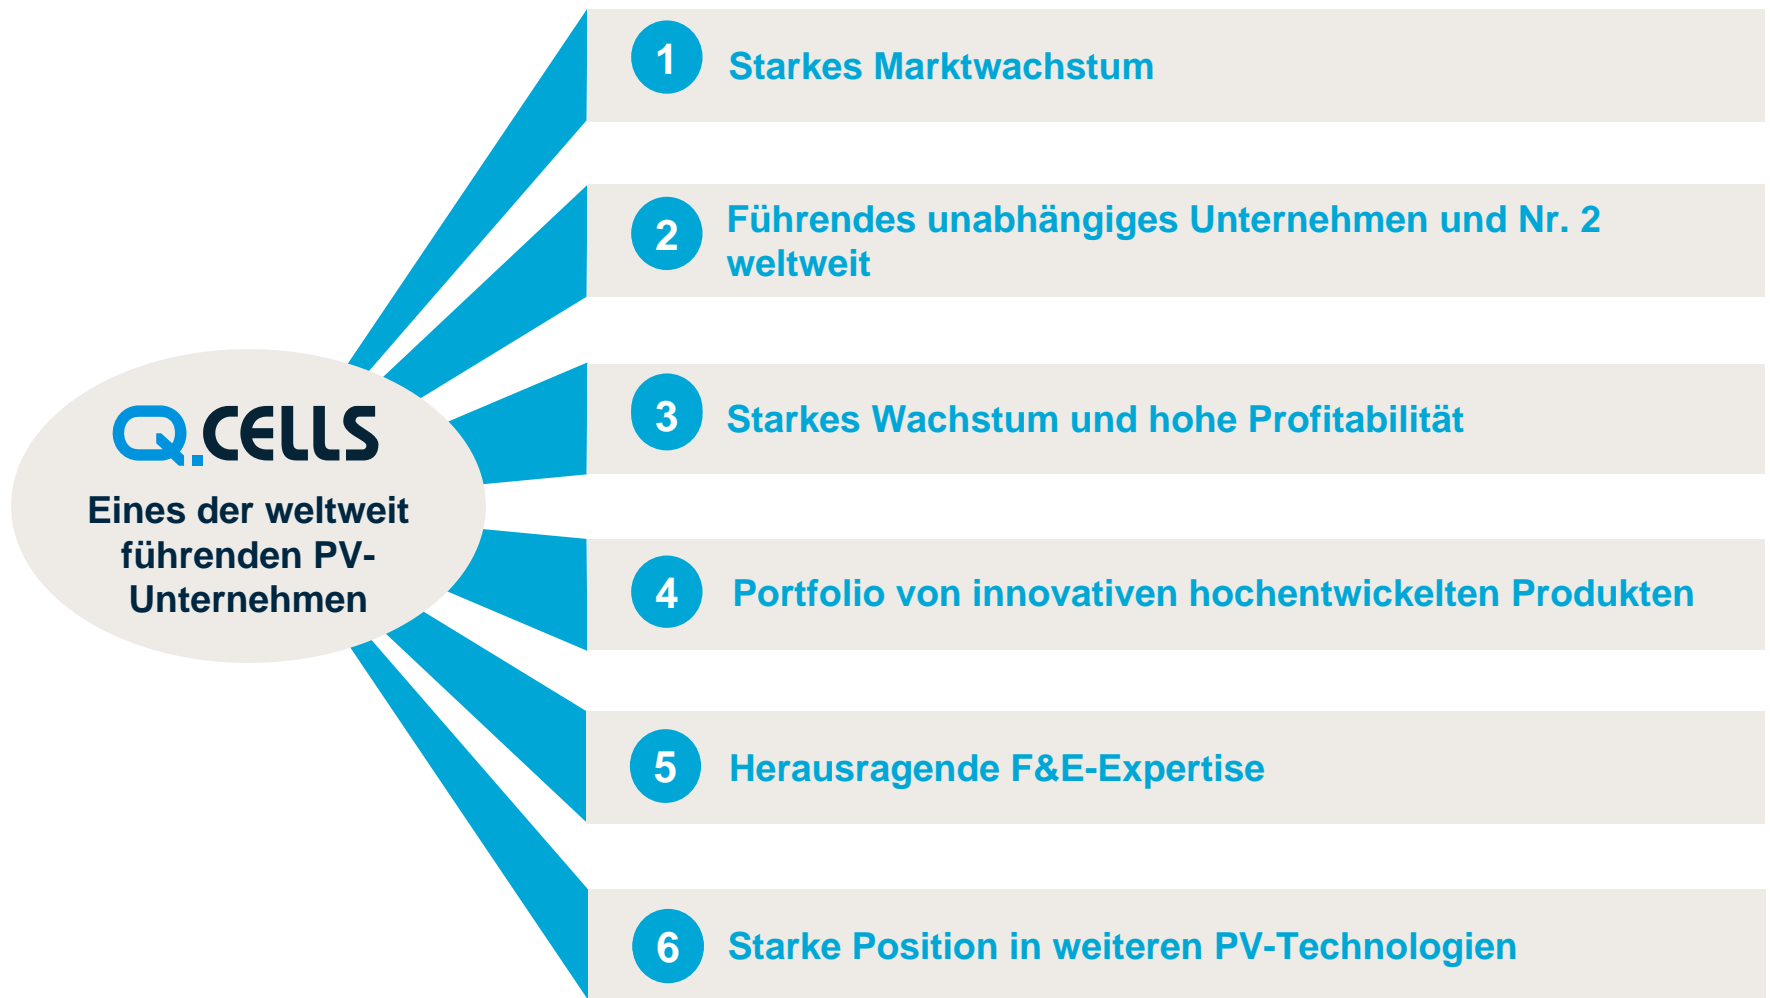 1
Starkes Marktwachstum
2
Führendes unabhängiges Unternehmen und Nr. 2
weltweit
3
Starkes Wachstum und hohe Profitabilität
Q.CELLS
Eines der weltweit
führenden PV-
Unternehmen
4
Portfolio von innovativen hochentwickelten Produkten
5
Herausragende F&E-Expertise
6
Starke Position in weiteren PV-Technologien